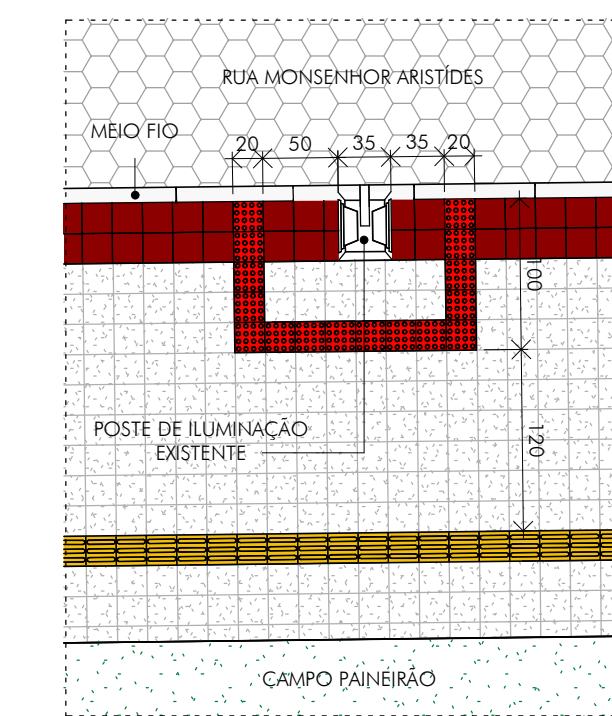 RUA MONSENHOR ARISTÍDES
MEIO FIO
20 50 35 35 20
100
POSTE DE ILUMINAÇÃO
EXISTENTE
120
CAMPO PAINEIRÃO